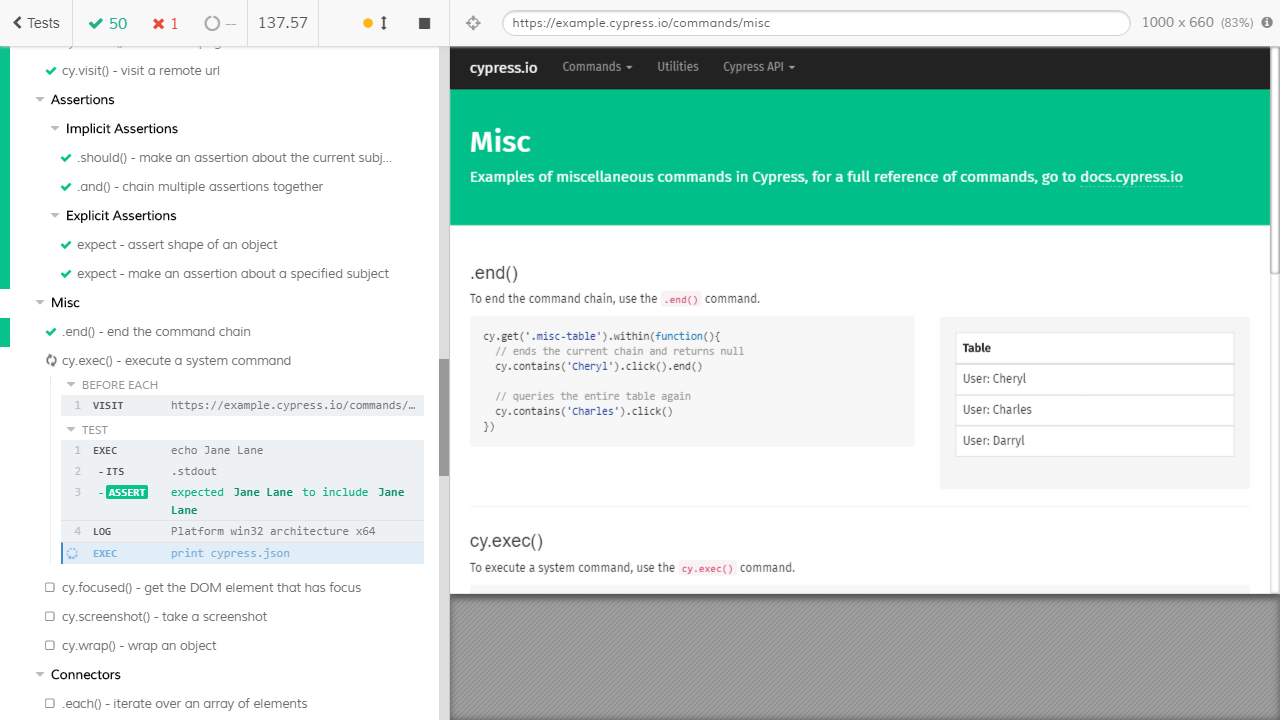 Tests
50
1
--
137.57
https://example.cypress.io/commands/misc
1000 x 660 (83%)
cy.visit() - visit a remote url
Assertions
Implicit Assertions
.should() - make an assertion about the current subj...
.and() - chain multiple assertions together
Explicit Assertions
expect - assert shape of an object
expect - make an assertion about a specified subject
Misc
.end() - end the command chain
cy.exec() - execute a system command
BEFORE EACH
1 VISIT https://example.cypress.io/commands/…
TEST
1 EXEC echo Jane Lane
2 - ITS .stdout
3 - ASSERT expected Jane Lane to include Jane
Lane
4 LOG Platform win32 architecture x64
EXEC print cypress.json
cy.focused() - get the DOM element that has focus
cy.screenshot() - take a screenshot
cy.wrap() - wrap an object
Connectors
.each() - iterate over an array of elements
cypress.io Commands Utilities Cypress API
Misc
Examples of miscellaneous commands in Cypress, for a full reference of commands, go to docs.cypress.io
.end()
To end the command chain, use the .end() command.
cy.get('.misc-table').within(function(){
// ends the current chain and returns null
cy.contains('Cheryl').click().end()
// queries the entire table again
cy.contains('Charles').click()
})
Table
User: Cheryl
User: Charles
User: Darryl
cy.exec()
To execute a system command, use the cy.exec() command.